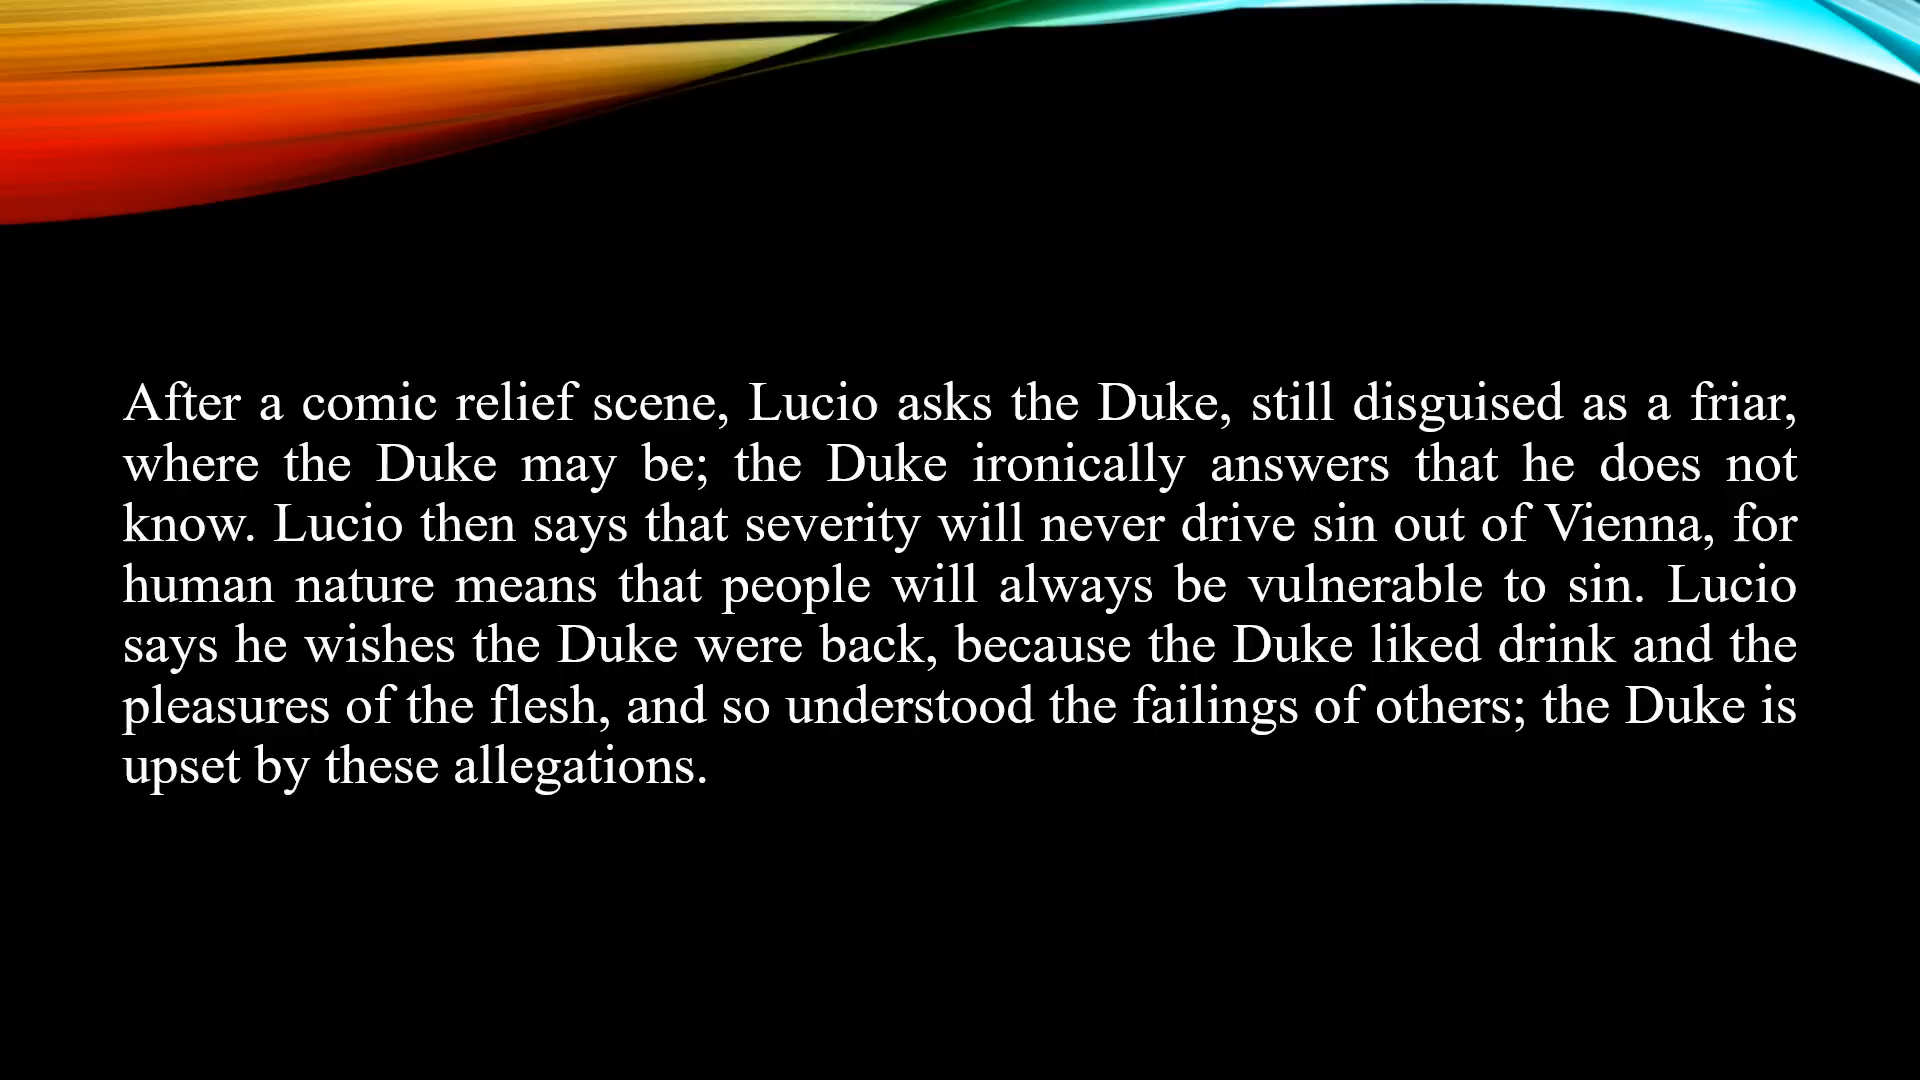 After a comic relief scene, Lucio asks the Duke, still disguised as a friar,
where the Duke may be; the Duke ironically answers that he does not
know. Lucio then says that severity will never drive sin out of Vienna, for
human nature means that people will always be vulnerable to sin. Lucio
says he wishes the Duke were back, because the Duke liked drink and the
pleasures of the flesh, and so understood the failings of others; the Duke is
upset by these allegations.